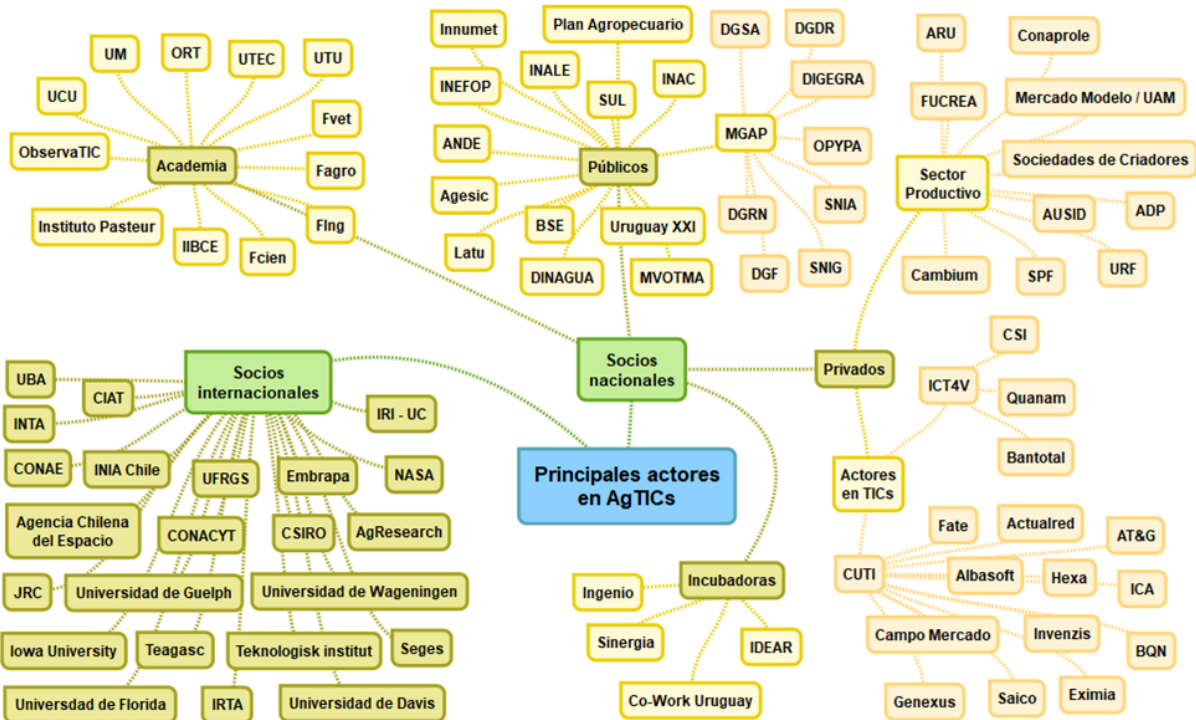 Innumet
Plan Agropecuario
DGSA
DGDR
ARU
Conaprole
UM
ORT
UTEC
UTU
INEFOP
INALE
INAC
DIGEGRA
UCU
SUL
FUCREA
Mercado Modelo / UAM
Fvet
MGAP
ObservaTIC
Academia
ANDE
Públicos
OPYPA
Sociedades de Criadores
Fagro
Sector
Productivo
Agesic
SNIA
Instituto Pasteur
FIng
BSE
Uruguay XXI
DGRN
AUSID
ADP
IIBCE
Fcien
Latu
DINAGUA
MVOTMA
DGF
SNIG
Cambium
SPF
URF
CSI
Socios
internacionales
Socios
nacionales
Privados
UBA
CIAT
ICT4V
Quanam
INTA
IRI - UC
Bantotal
CONAE
INIA Chile
UFRGS
Embrapa
NASA
Principales actores
en AgTICs
Actores
en TICs
Agencia Chilena
del Espacio
CONACYT
CSIRO
AgResearch
Fate
Actualred
AT&G
JRC
Universidad de Guelph
Universidad de Wageningen
Ingenio
Incubadoras
CUTI
Albasoft
Hexa
ICA
Iowa University
Teagasc
Teknologisk institut
Seges
Sinergia
IDEAR
Campo Mercado
Invenzis
BQN
Universdad de Florida
IRTA
Universidad de Davis
Co-Work Uruguay
Genexus
Saico
Eximia